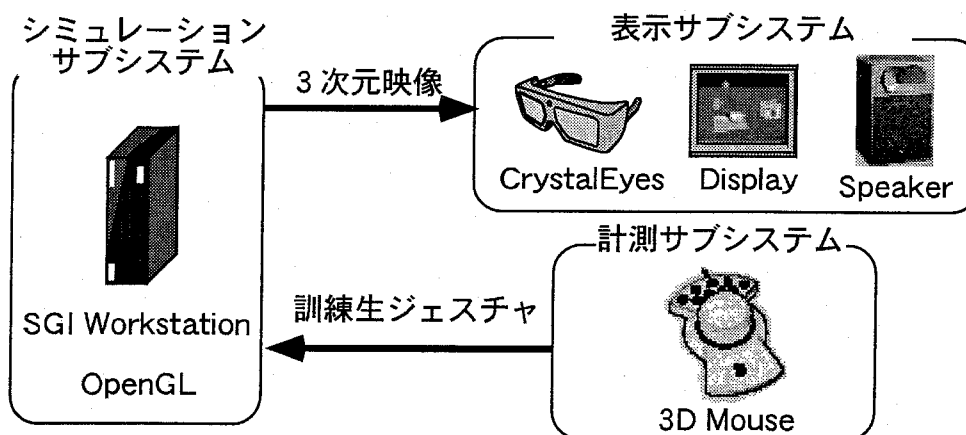 シミュレーション
サブシステム
SGI Workstation
OpenGL
3次元映像
訓練生ジェスチャ
表示サブシステム
CrystalEyes
Display
Speaker
計測サブシステム
3D Mouse